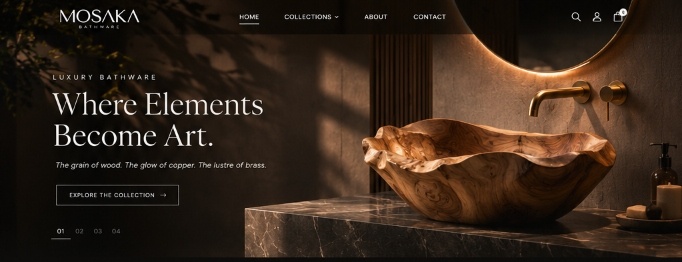 MOSAKA
BATHWARE
HOME
COLLECTIONS
ABOUT
CONTACT
LUXURY BATHWARE
Where Elements
Become Art.
The grain of wood. The glow of copper. The lustre of brass.
EXPLORE THE COLLECTION →
01 02 03 04